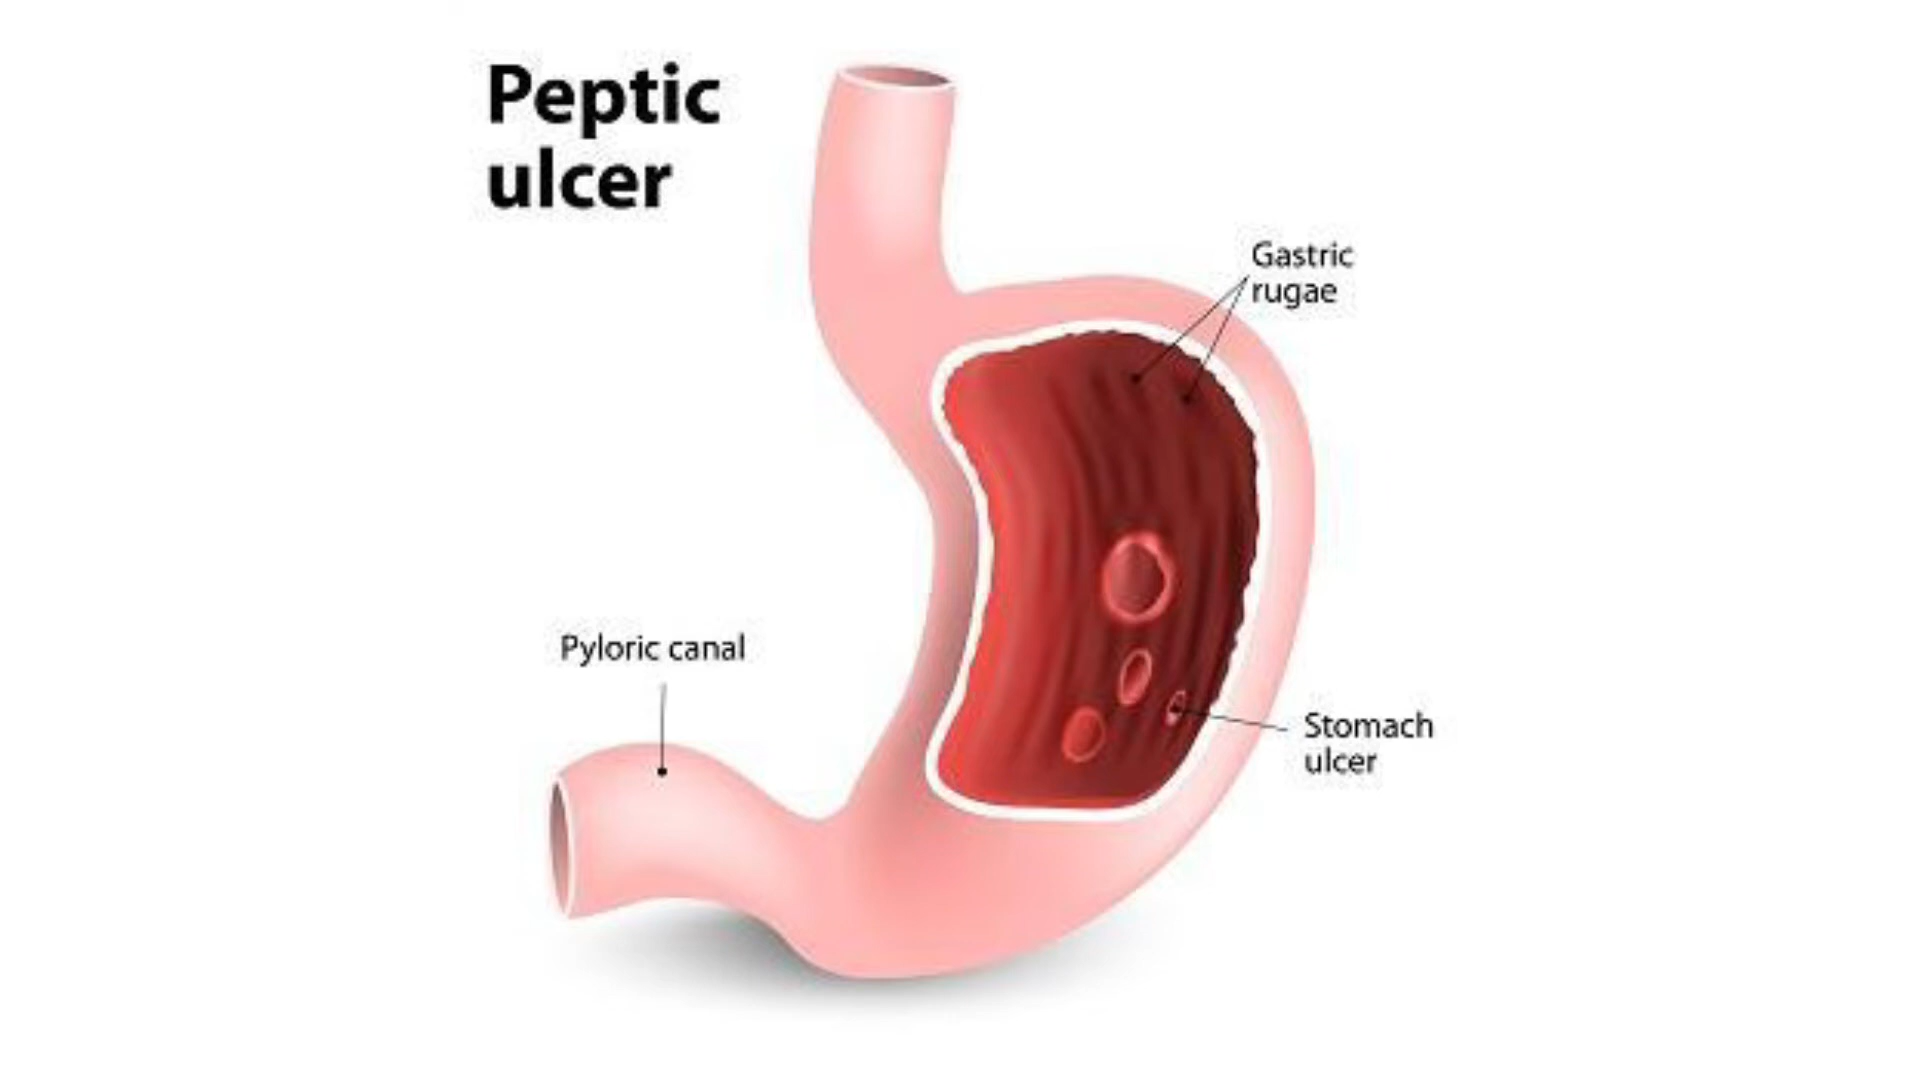 Peptic
ulcer
Gastric
rugae
Pyloric canal
Stomach
ulcer